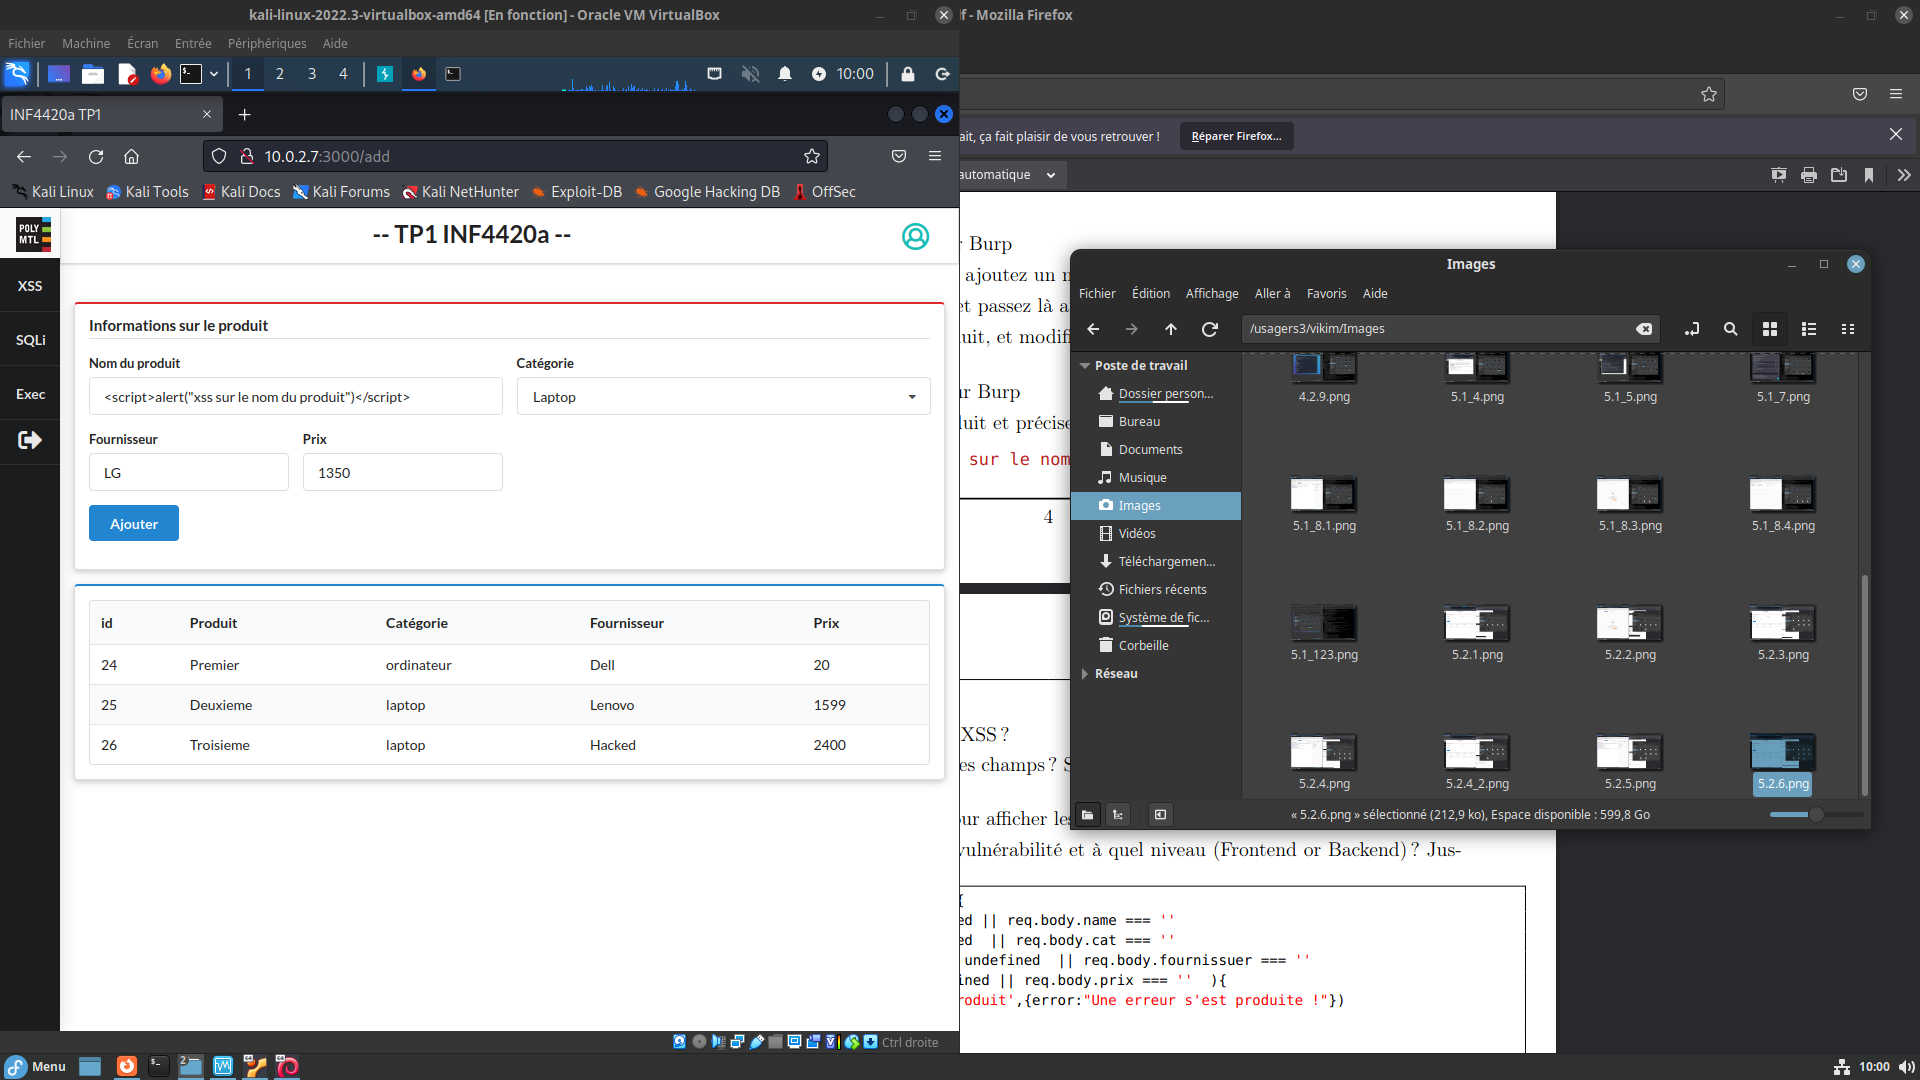 kali-linux-2022.3-virtualbox-amd64 [En fonction] - Oracle VM VirtualBox
lf - Mozilla Firefox
Fichier Machine Écran Entrée Périphériques Aide
1 2 3 4 10:00
INF4420a TP1
10.0.2.7:3000/add
Kali Linux Kali Tools Kali Docs Kali Forums Kali NetHunter Exploit-DB Google Hacking DB OffSec
POLY MTL
-- TP1 INF4420a --
XSS
SQLi
Exec
Informations sur le produit
Nom du produit Catégorie
<script>alert("xss sur le nom du produit")</script> Laptop
Fournisseur Prix
LG 1350
Ajouter
id Produit Catégorie Fournisseur Prix
24 Premier ordinateur Dell 20
25 Deuxieme laptop Lenovo 1599
26 Troisieme laptop Hacked 2400
Ctrl droite
ait, ça fait plaisir de vous retrouver ! Réparer Firefox...
automatique
r Burp
ajoutez un
et passez là
uit, et modif
ur Burp
luit et précise
sur le nom
4
XSS ?
es champs ?
our afficher les
vulnérabilité et à quel niveau (Frontend or Backend) ? Jus-
{
ed || req.body.name === ''
ed || req.body.cat === ''
undefined || req.body.fournissuer === ''
ined || req.body.prix === '' ){
roduit',{error:"Une erreur s'est produite !"})
Images
Fichier Édition Affichage Aller à Favoris Aide
/usagers3/vikim/Images
Poste de travail
Dossier person...
Bureau
Documents
Musique
Images
Vidéos
Téléchargemen...
Fichiers récents
Système de fic...
Corbeille
Réseau
4.2.9.png 5.1_4.png 5.1_5.png 5.1_7.png
5.1_8.1.png 5.1_8.2.png 5.1_8.3.png 5.1_8.4.png
5.1_123.png 5.2.1.png 5.2.2.png 5.2.3.png
5.2.4.png 5.2.4_2.png 5.2.5.png 5.2.6.png
« 5.2.6.png » sélectionné (212,9 ko), Espace disponible : 599,8 Go
Menu 2 10:00